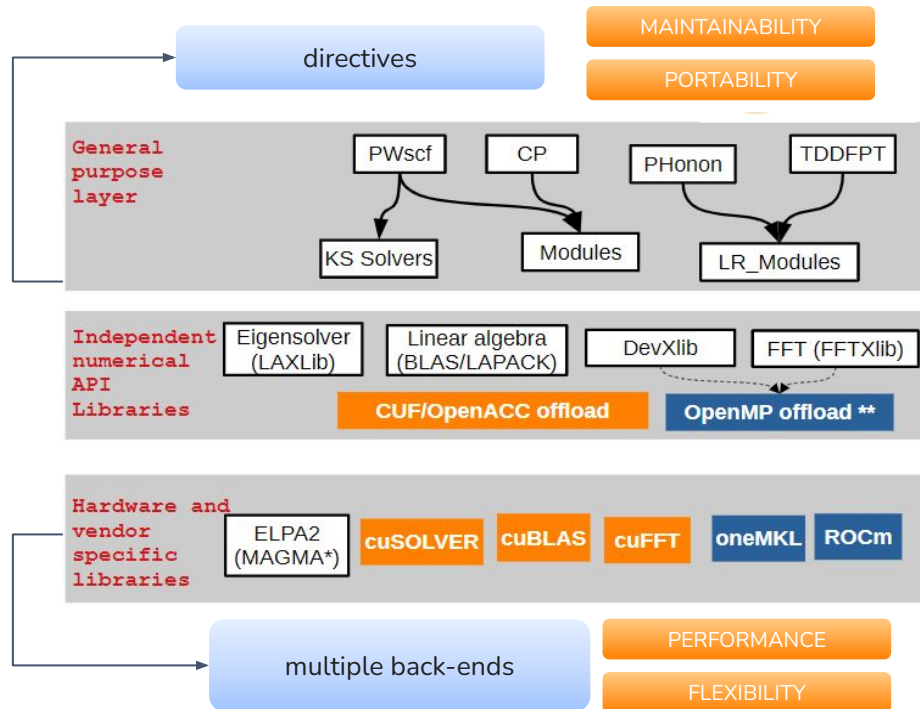 directives
MAINTAINABILITY
PORTABILITY
General
purpose
layer
PWscf
CP
PHonon
TDDFPT
KS Solvers
Modules
LR_Modules
Independent
numerical
API
Libraries
Eigensolver
(LAXLib)
Linear algebra
(BLAS/LAPACK)
DevXlib
FFT (FFTXlib)
CUF/OpenACC offload
OpenMP offload **
Hardware and
vendor
specific
libraries
ELPA2
(MAGMA*)
cuSOLVER
cuBLAS
cuFFT
oneMKL
ROCm
multiple back-ends
PERFORMANCE
FLEXIBILITY